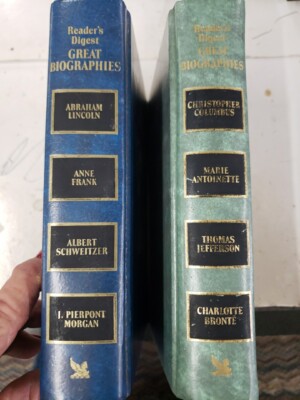 Reader's
Digest
GREAT
BIOGRAPHIES
ABRAHAM
LINCOLN
ANNE
FRANK
ALBERT
SCHWEITZER
J. PIERPONT
MORGAN
Reader's
Digest
GREAT
BIOGRAPHIES
CHRISTOPHER
COLUMBUS
MARIE
ANTOINETTE
THOMAS
JEFFERSON
CHARLOTTE
BRONTË